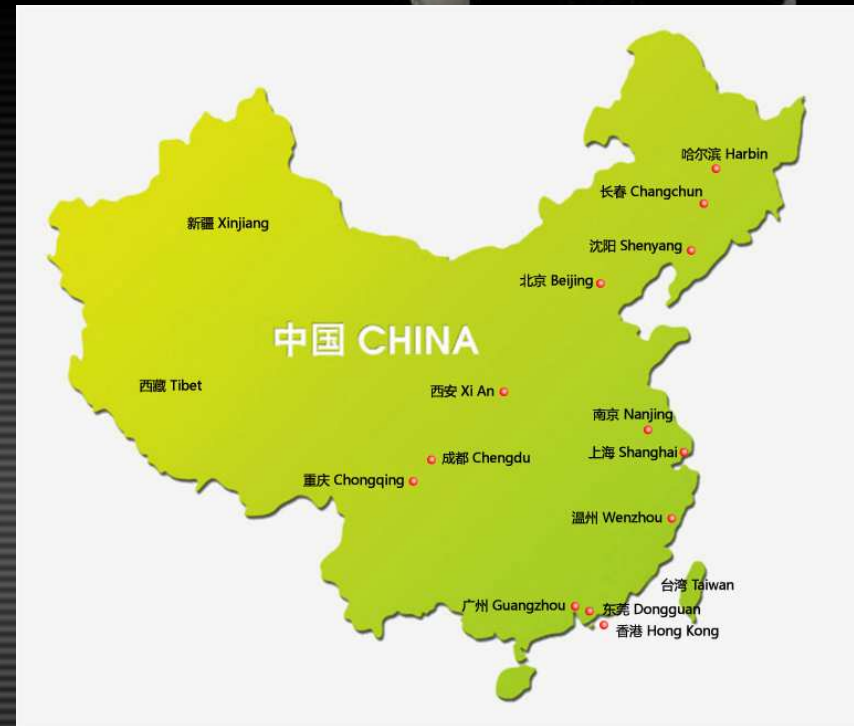 哈尔滨 Harbin
长春 Changchun
新疆 Xinjiang
沈阳 Shenyang
北京 Beijing
中国 CHINA
西藏 Tibet
西安 Xi An
南京 Nanjing
上海 Shanghai
成都 Chengdu
重庆 Chongqing
温州 Wenzhou
台湾 Taiwan
广州 Guangzhou
东莞 Dongguan
香港 Hong Kong